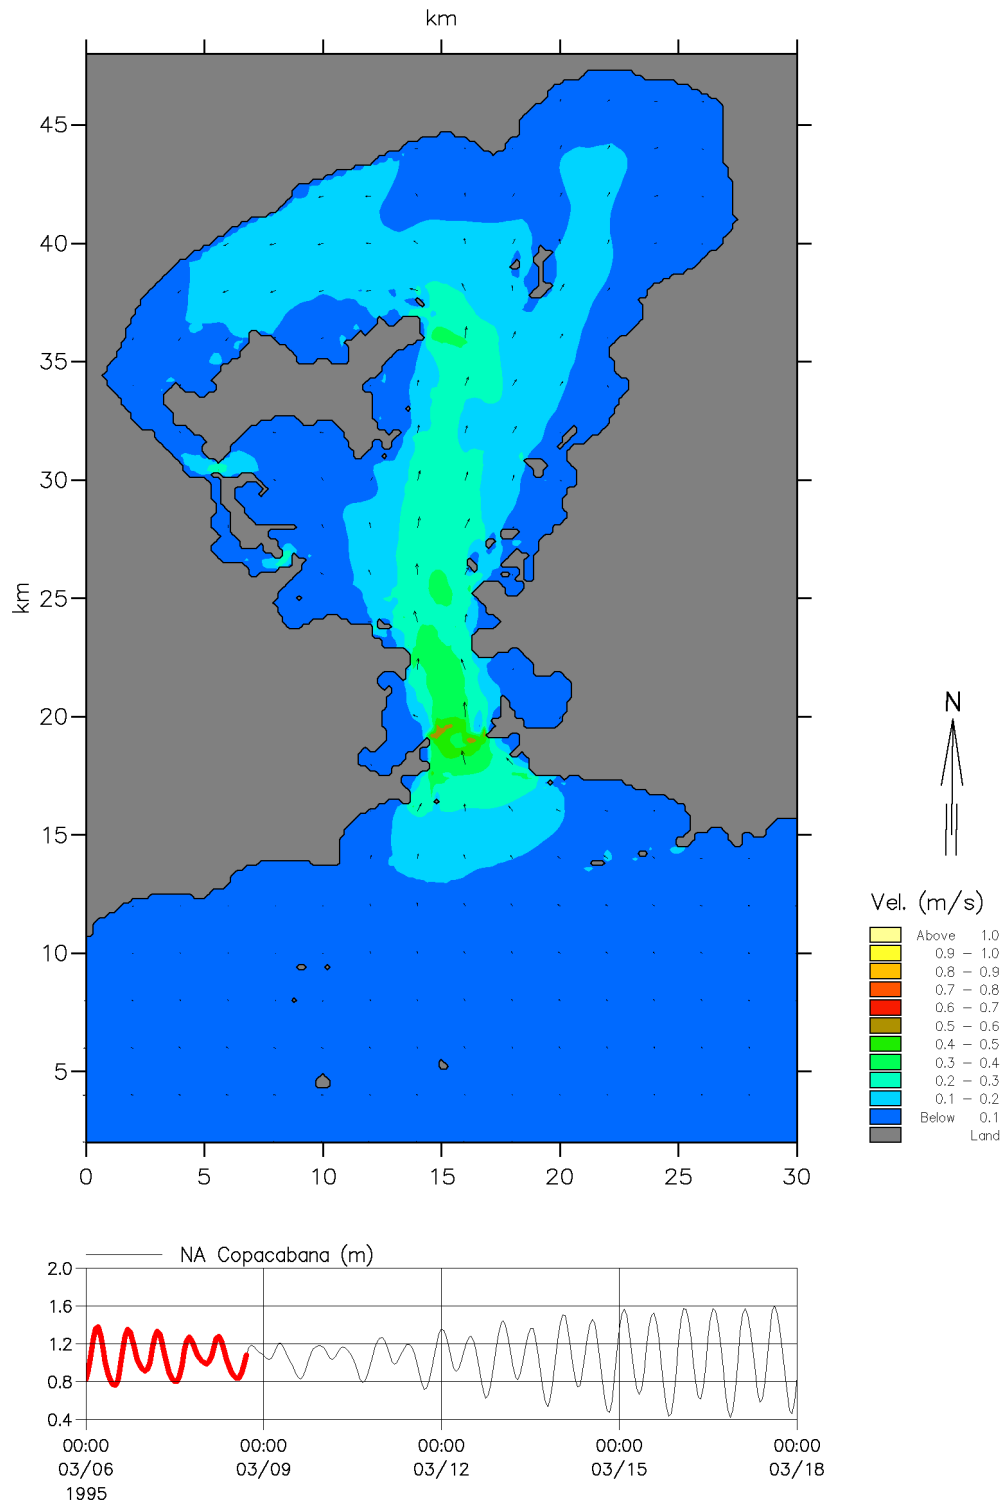 km
45
40
35
30
km
25
20
15
10
5
0 5 10 15 20 25 30
N
Vel. (m/s)
Above 1.0
0.9 – 1.0
0.8 – 0.9
0.7 – 0.8
0.6 – 0.7
0.5 – 0.6
0.4 – 0.5
0.3 – 0.4
0.2 – 0.3
0.1 – 0.2
Below 0.1
Land
NA Copacabana (m)
2.0
1.6
1.2
0.8
0.4
00:00 00:00 00:00 00:00 00:00
03/06 03/09 03/12 03/15 03/18
1995